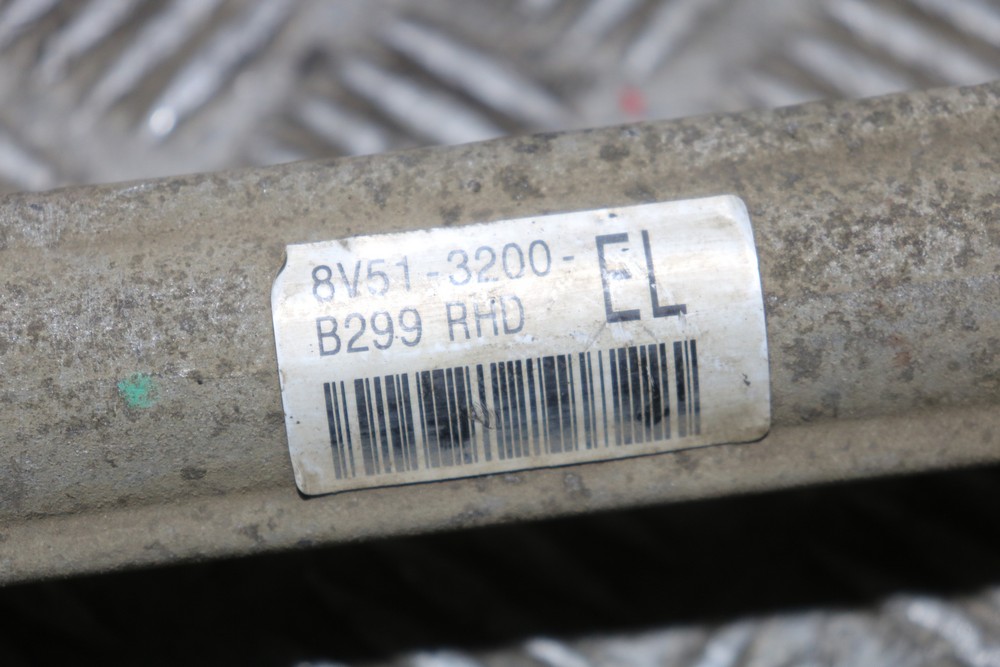 8V51-3200- EL
B299 RHD